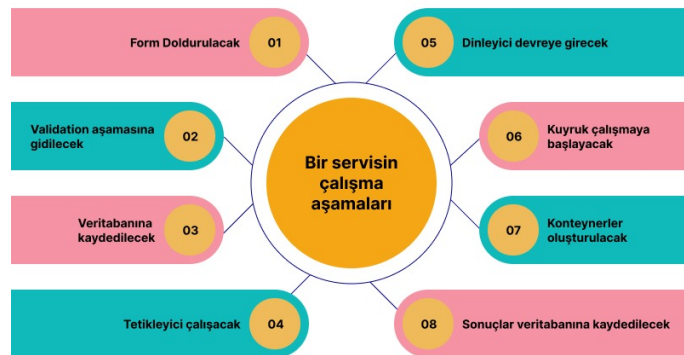 Bir servisin
çalışma
aşamaları
01
Form Doldurulacak
02
Validation aşamasına
gidilecek
03
Veritabanına
kaydedilecek
04
Tetikleyici çalışacak
05
Dinleyici devreye girecek
06
Kuyruk çalışmaya
başlayacak
07
Konteynerler
oluşturulacak
08
Sonuçlar veritabanına kaydedilecek